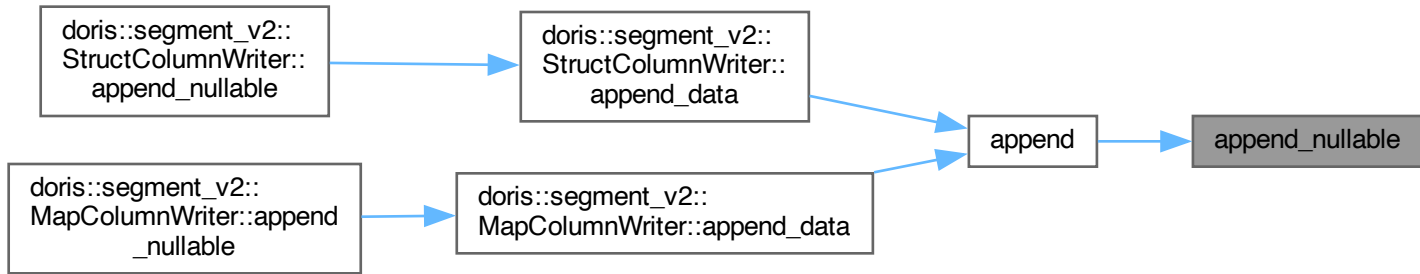 doris::segment_v2::
StructColumnWriter::
append_nullable
doris::segment_v2::
StructColumnWriter::
append_data
append
append_nullable
doris::segment_v2::
MapColumnWriter::append
_nullable
doris::segment_v2::
MapColumnWriter::append_data